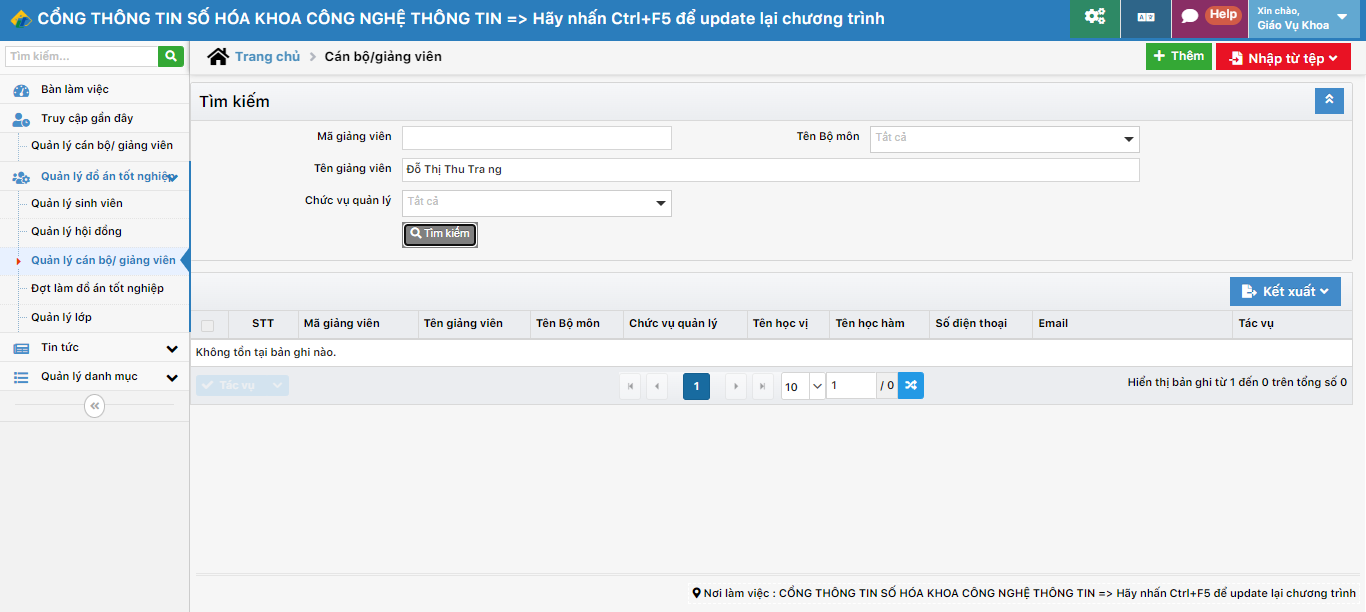 CỔNG THÔNG TIN SỐ HÓA KHOA CÔNG NGHỆ THÔNG TIN => Hãy nhấn Ctrl+F5 để update lại chương trình
Help
Xin chào,
Giáo Vụ Khoa
Tìm kiếm...
Trang chủ
Cán bộ/giảng viên
Thêm
Nhập từ tệp
Bàn làm việc
Truy cập gần đây
Quản lý cán bộ/ giảng viên
Quản lý đồ án tốt nghiệp
Quản lý sinh viên
Quản lý hội đồng
Quản lý cán bộ/ giảng viên
Đợt làm đồ án tốt nghiệp
Quản lý lớp
Tin tức
Quản lý danh mục
Tìm kiếm
Mã giảng viên
Tên Bộ môn
Tất cả
Tên giảng viên
Đỗ Thị Thu Tra ng
Chức vụ quản lý
Tất cả
Tìm kiếm
Kết xuất
STT Mã giảng viên Tên giảng viên Tên Bộ môn Chức vụ quản lý Tên học vị Tên học hàm Số điện thoại Email Tác vụ
Không tồn tại bản ghi nào.
Tác vụ
1
10
1
/ 0
Hiển thị bản ghi từ 1 đến 0 trên tổng số 0
Nơi làm việc : CỔNG THÔNG TIN SỐ HÓA KHOA CÔNG NGHỆ THÔNG TIN => Hãy nhấn Ctrl+F5 để update lại chương trình